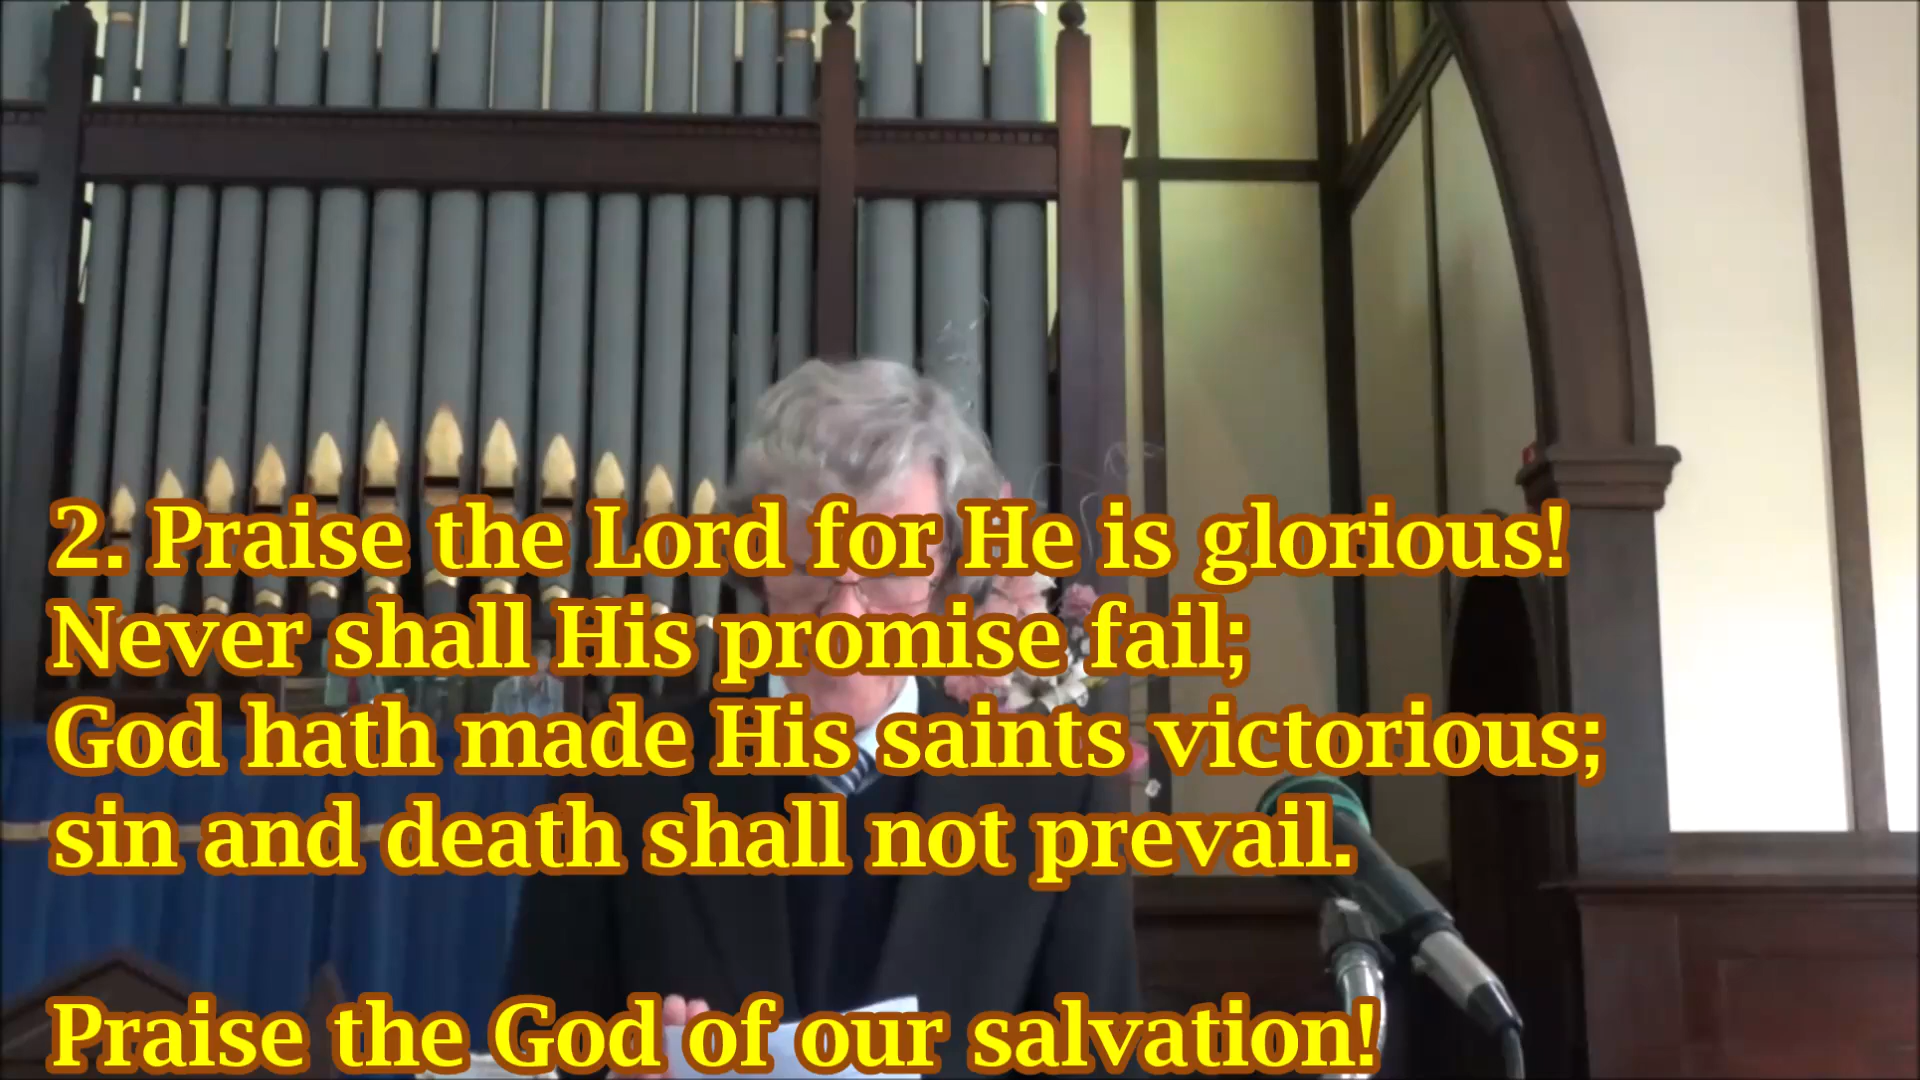 2. Praise the Lord for He is glorious!
Never shall His promise fail;
God hath made His saints victorious;
sin and death shall not prevail.
Praise the God of our salvation!